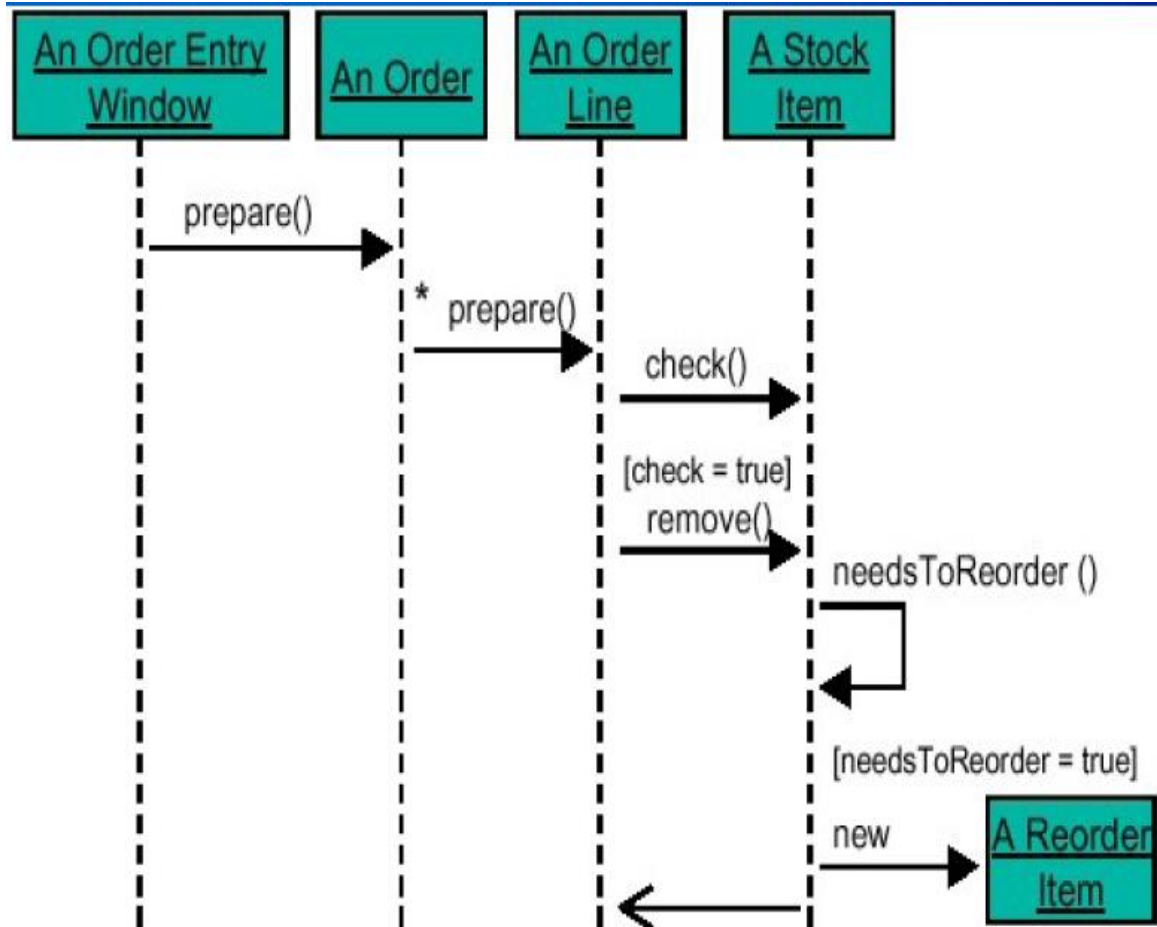 An Order Entry
Window
An Order
An Order
Line
A Stock
Item
prepare()
* prepare()
check()
[check = true]
remove()
needsToReorder ()
[needsToReorder = true]
new
A Reorder
Item